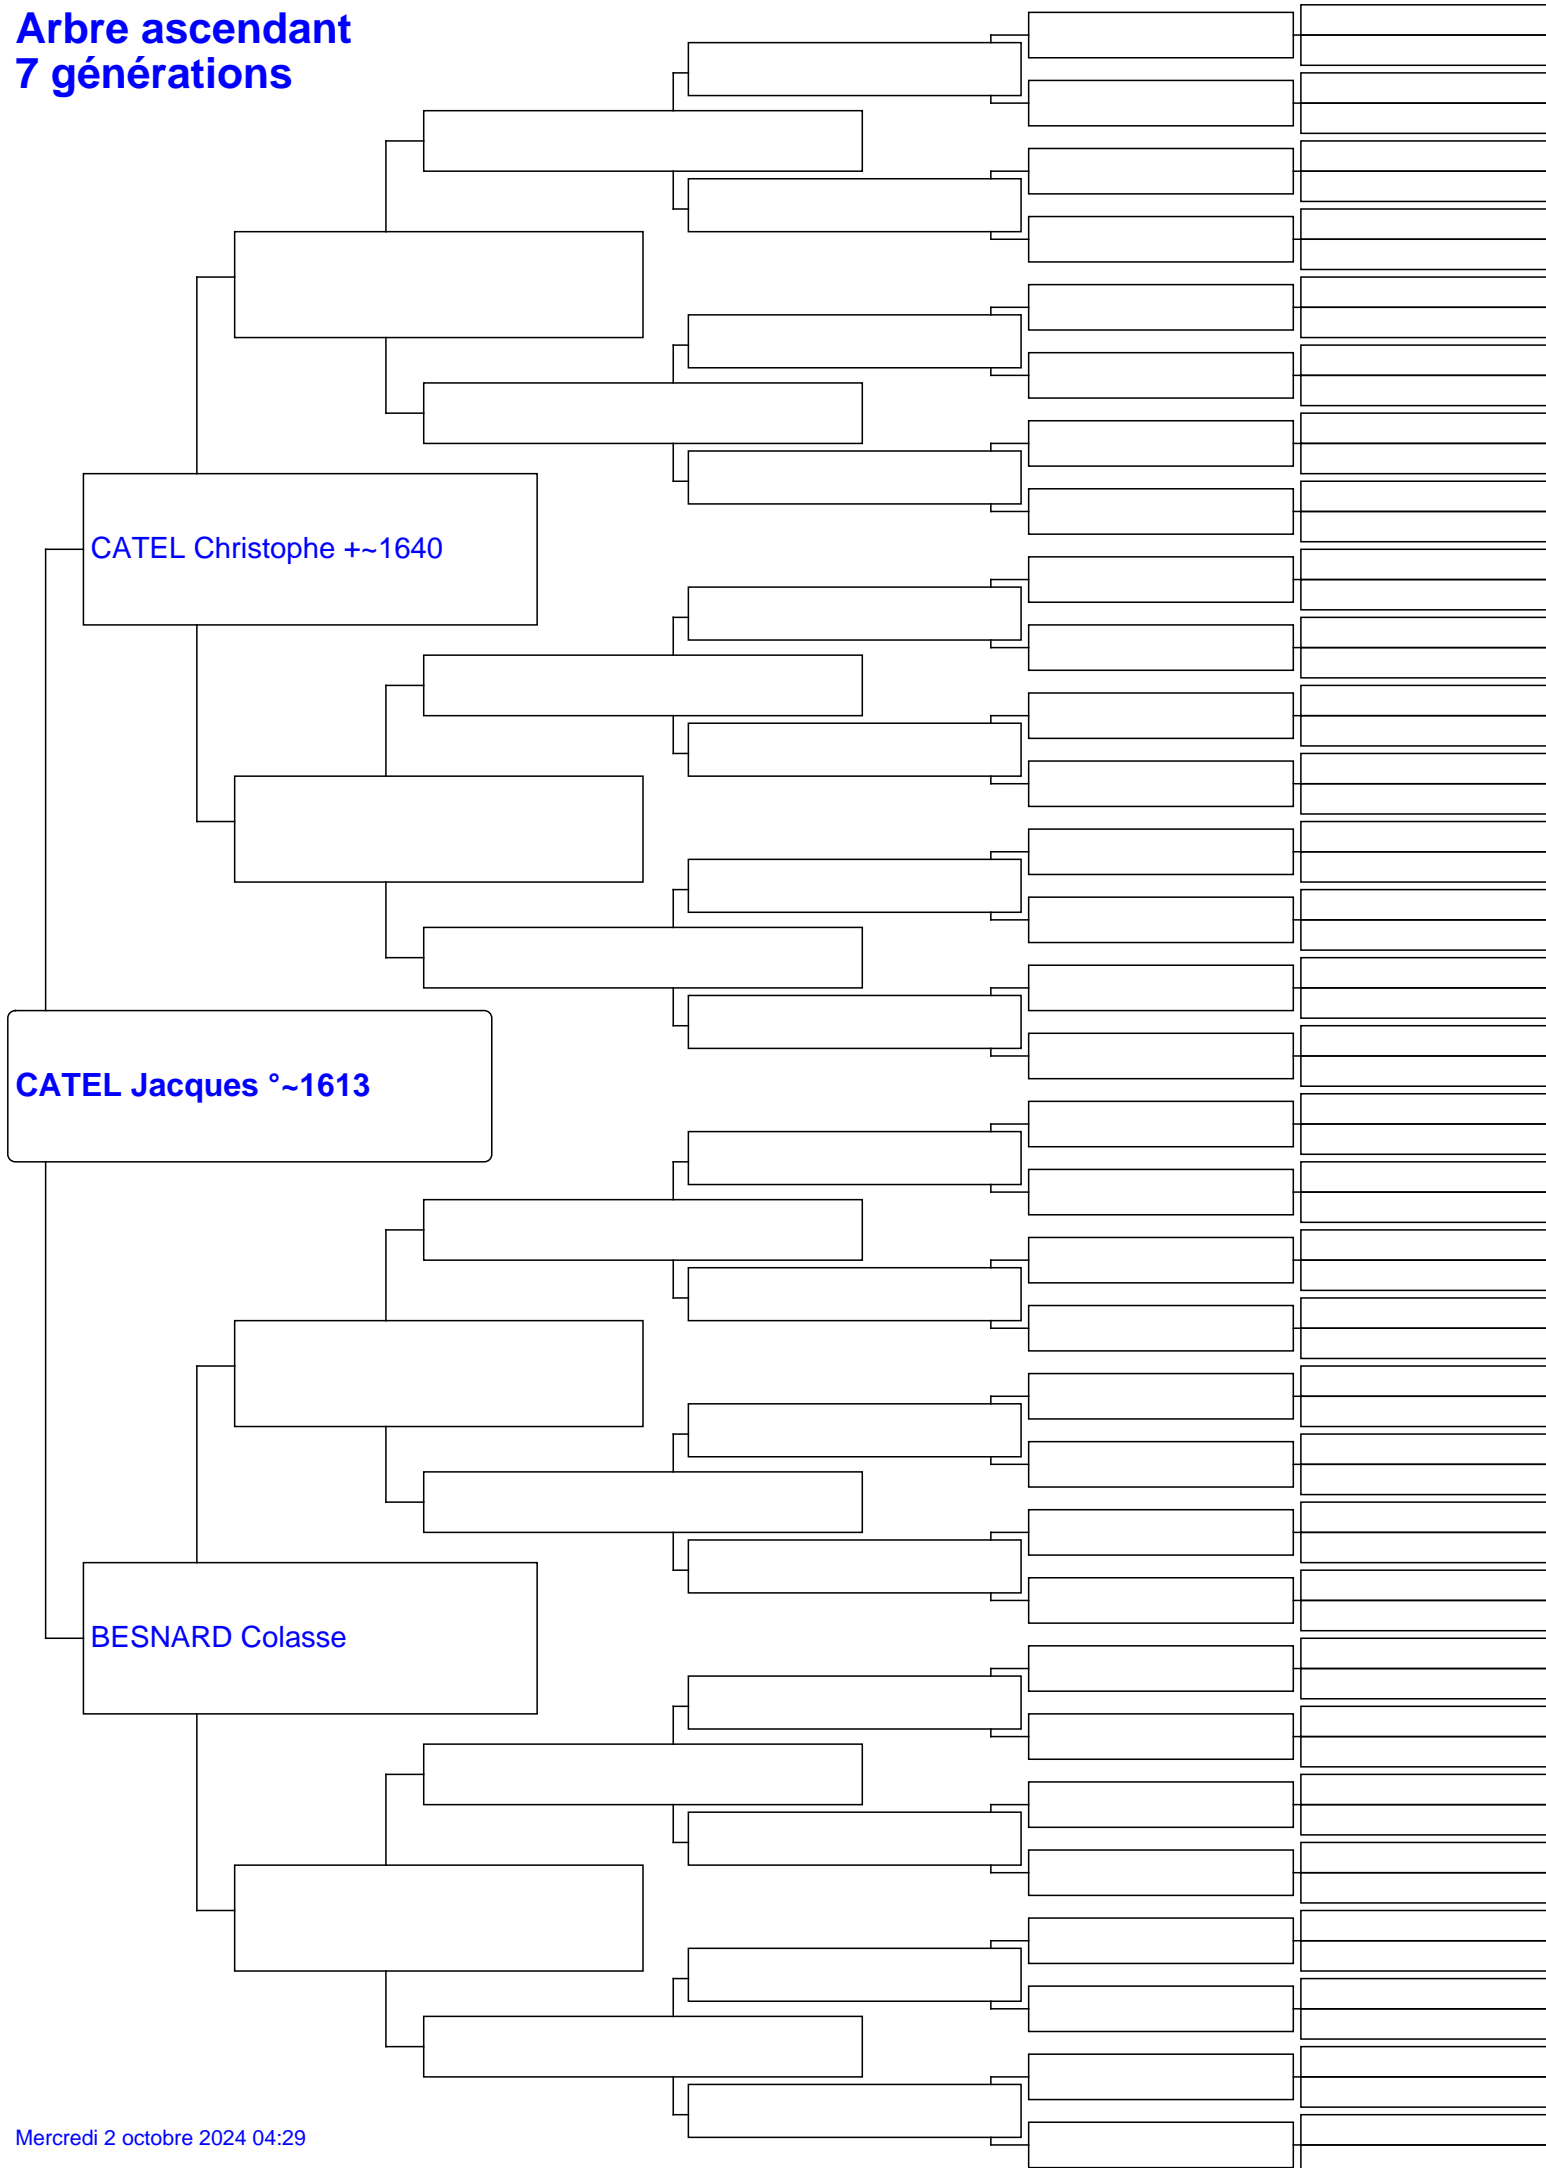 Arbre ascendant
7 générations
CATEL Christophe +~1640
CATEL Jacques °~1613
BESNARD Colasse
Mercredi 2 octobre 2024 04:29